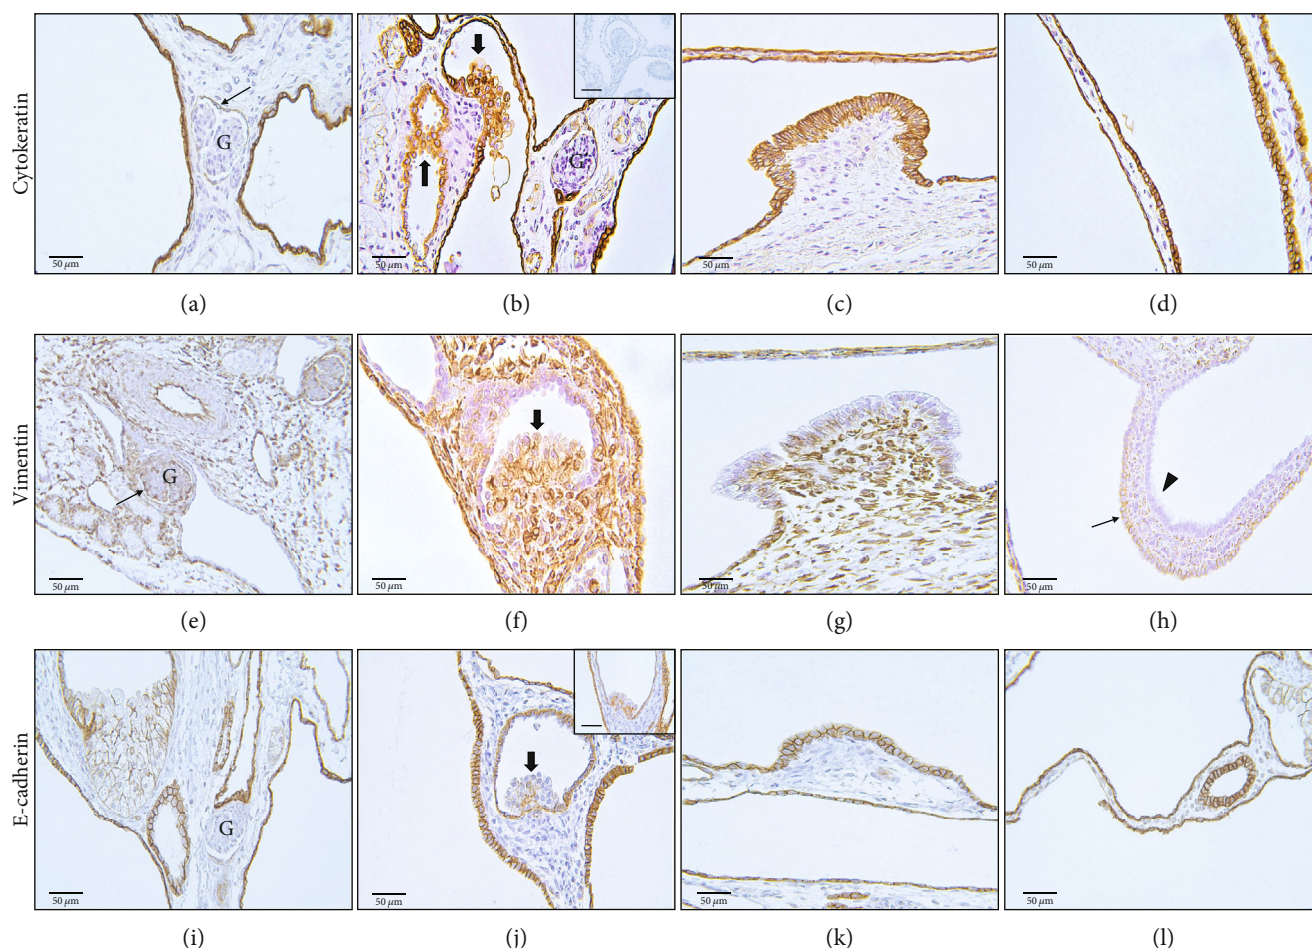 Cytokeratin
G
50 μm
(a)
G
50 μm
(b)
50 μm
(c)
50 μm
(d)
Vimentin
G
50 μm
(e)
50 μm
(f)
50 μm
(g)
50 μm
(h)
E-cadherin
G
50 μm
(i)
50 μm
(j)
50 μm
(k)
50 μm
(l)